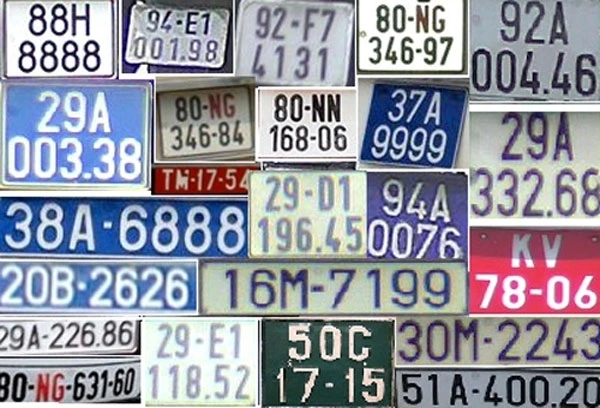 88H
8888
94-E1
001.98
92-F7
4131
80-NG
346-97
92A
004.46
29A
003.38
80-NG
346-84
80-NN
168-06
37A
9999
29A
332.68
TM-17-54
38A-6888
29-D1
196.45
94A
0076
KV
78-06
20B-2626
16M-7199
29A-226.86
29-E1
118.52
50C
17-15
30M-2243
80-NG-631-60
51A-400.20